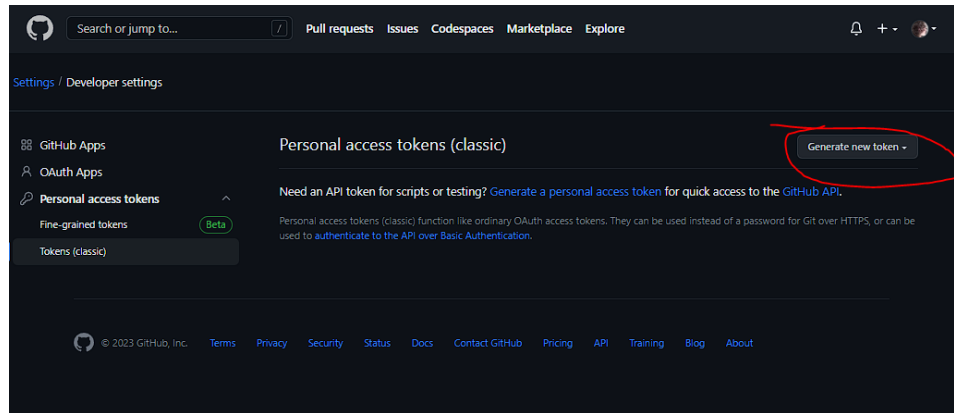 Search or jump to... / Pull requests Issues Codespaces Marketplace Explore
Settings / Developer settings
GitHub Apps
OAuth Apps
Personal access tokens
Fine-grained tokens Beta
Tokens (classic)
Personal access tokens (classic) Generate new token
Need an API token for scripts or testing? Generate a personal access token for quick access to the GitHub API.
Personal access tokens (classic) function like ordinary OAuth access tokens. They can be used instead of a password for Git over HTTPS, or can be
used to authenticate to the API over Basic Authentication.
© 2023 GitHub, Inc. Terms Privacy Security Status Docs Contact GitHub Pricing API Training Blog About